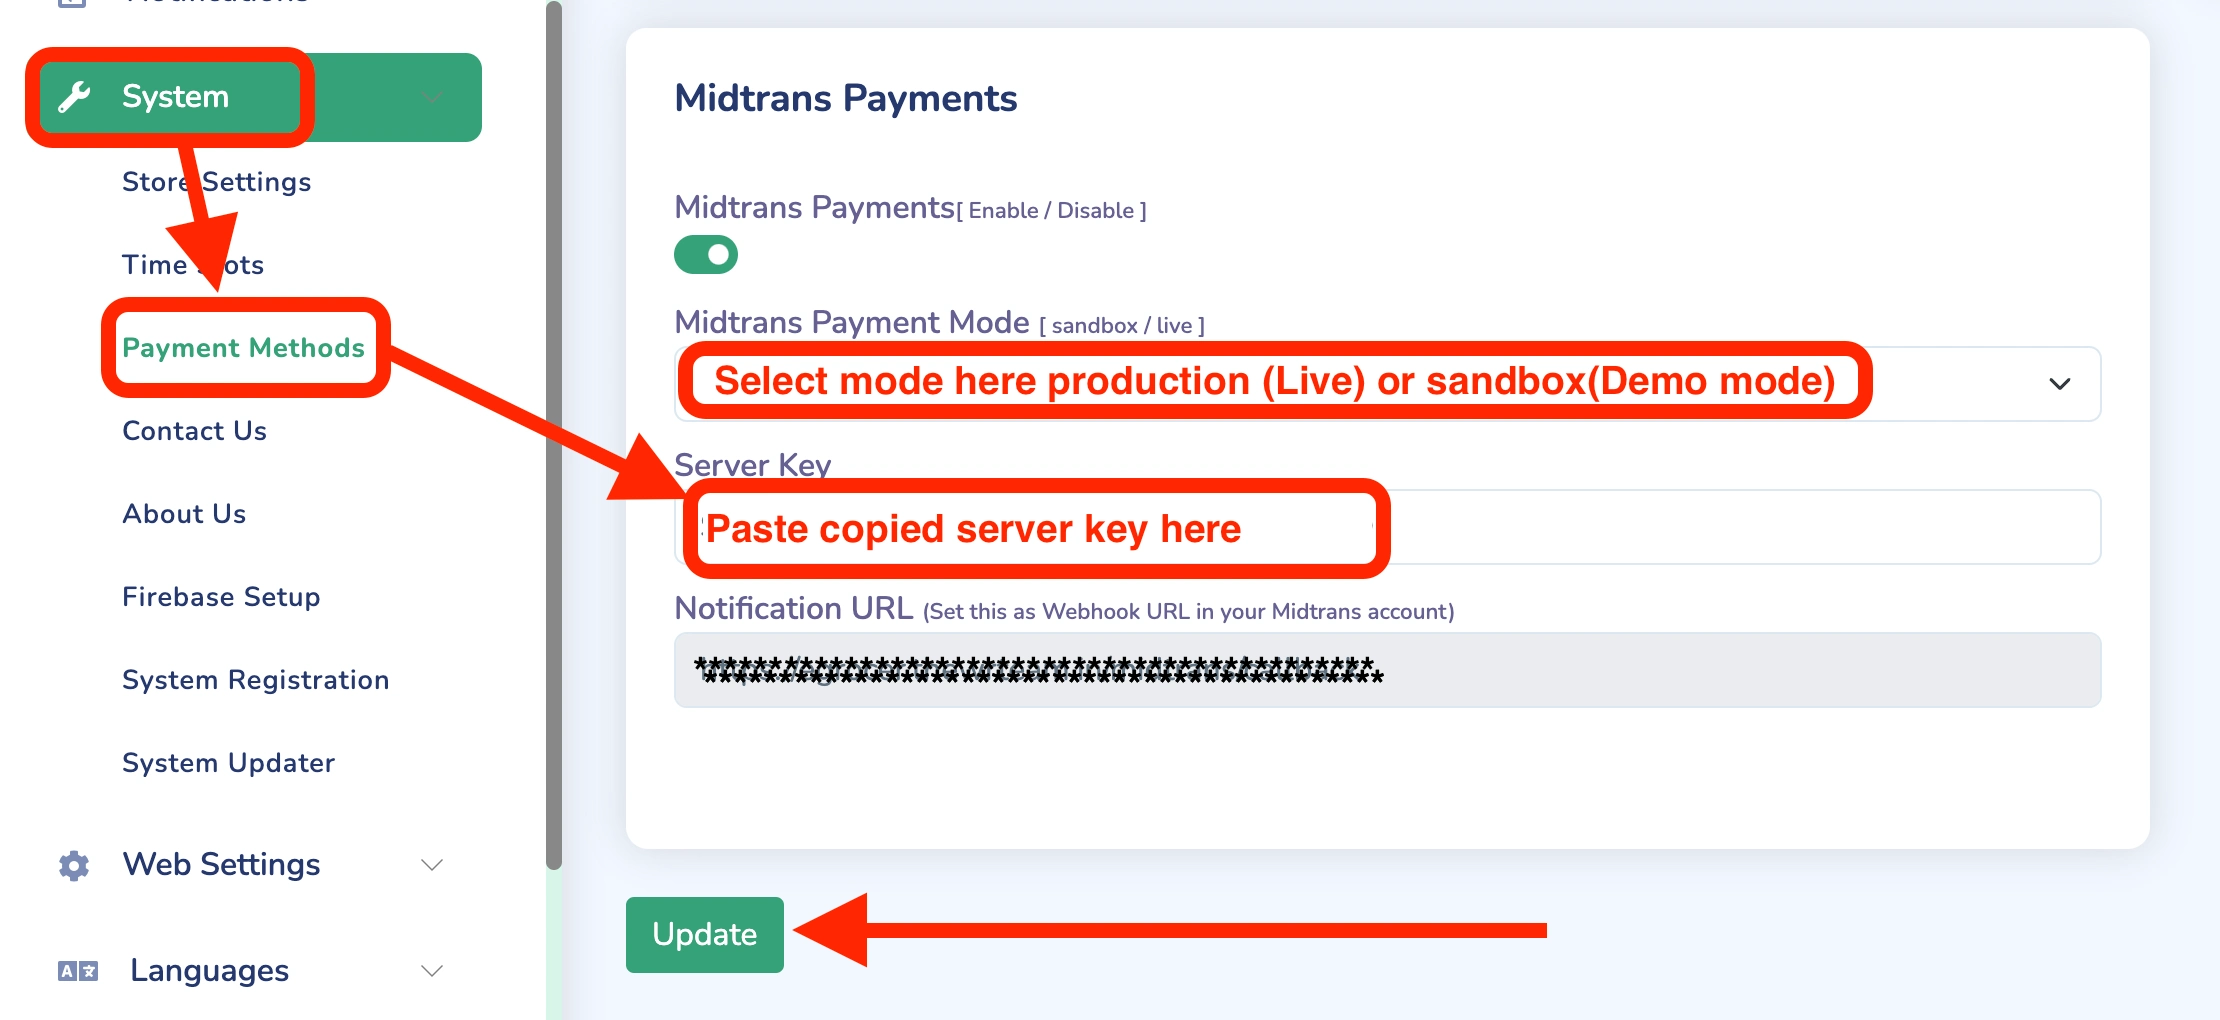 Notifications
System
Store Settings
Time Slots
Payment Methods
Contact Us
About Us
Firebase Setup
System Registration
System Updater
Web Settings
Languages
Midtrans Payments
Midtrans Payments[ Enable / Disable ]
Midtrans Payment Mode [ sandbox / live ]
Select mode here production (Live) or sandbox(Demo mode)
Server Key
Paste copied server key here
Notification URL (Set this as Webhook URL in your Midtrans account)
Update